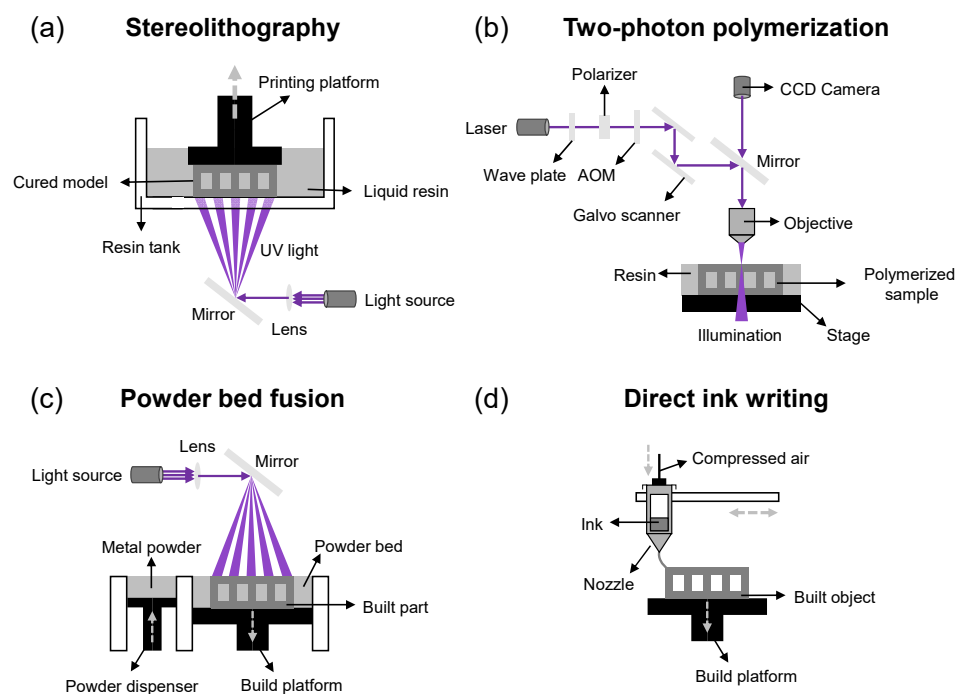 (a) Stereolithography
Printing platform
Cured model
Liquid resin
Resin tank
UV light
Mirror
Lens
Light source
(b) Two-photon polymerization
Polarizer
CCD Camera
Laser
Wave plate
AOM
Mirror
Galvo scanner
Objective
Resin
Polymerized
sample
Illumination
Stage
(c) Powder bed fusion
Lens
Mirror
Light source
Metal powder
Powder bed
Built part
Powder dispenser
Build platform
(d) Direct ink writing
Compressed air
Ink
Nozzle
Built object
Build platform